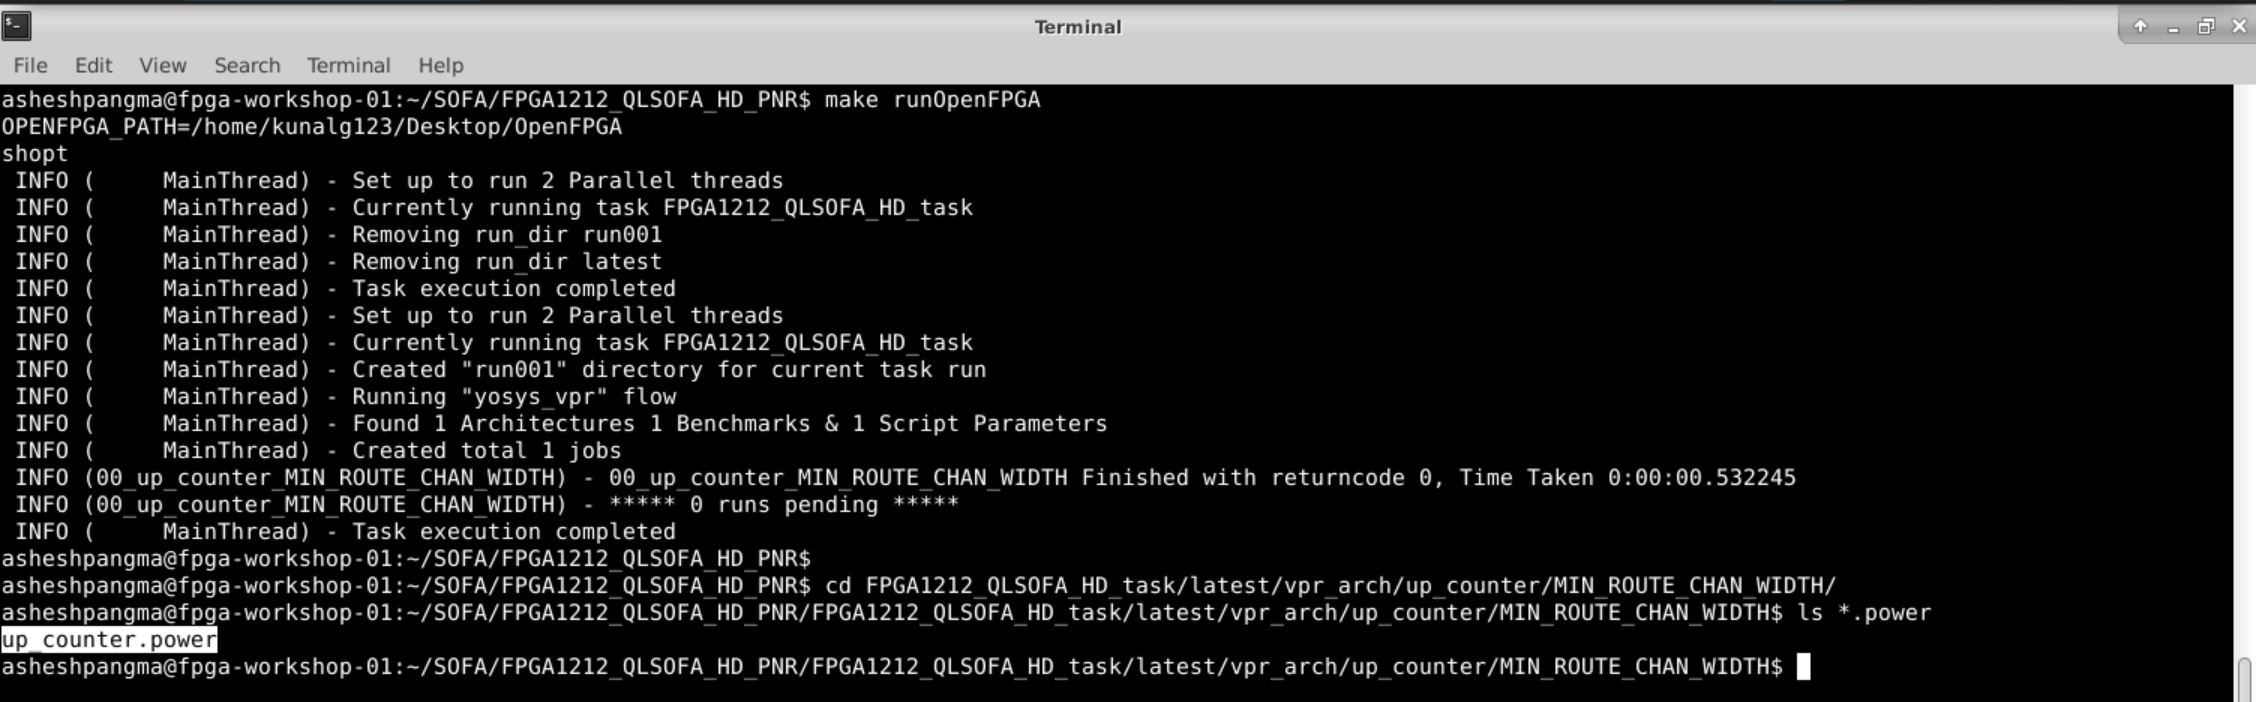 Terminal
File Edit View Search Terminal Help
asheshpangma@fpga-workshop-01:~/SOFA/FPGA1212_QLSOFA_HD_PNR$ make runOpenFPGA
OPENFPGA_PATH=/home/kunalg123/Desktop/OpenFPGA
shopt
INFO (     MainThread) - Set up to run 2 Parallel threads
INFO (     MainThread) - Currently running task FPGA1212_QLSOFA_HD_task
INFO (     MainThread) - Removing run_dir run001
INFO (     MainThread) - Removing run_dir latest
INFO (     MainThread) - Task execution completed
INFO (     MainThread) - Set up to run 2 Parallel threads
INFO (     MainThread) - Currently running task FPGA1212_QLSOFA_HD_task
INFO (     MainThread) - Created "run001" directory for current task run
INFO (     MainThread) - Running "yosys_vpr" flow
INFO (     MainThread) - Found 1 Architectures 1 Benchmarks & 1 Script Parameters
INFO (     MainThread) - Created total 1 jobs
INFO (00_up_counter_MIN_ROUTE_CHAN_WIDTH) - 00_up_counter_MIN_ROUTE_CHAN_WIDTH Finished with returncode 0, Time Taken 0:00:00.532245
INFO (00_up_counter_MIN_ROUTE_CHAN_WIDTH) - ***** 0 runs pending *****
INFO (     MainThread) - Task execution completed
asheshpangma@fpga-workshop-01:~/SOFA/FPGA1212_QLSOFA_HD_PNR$
asheshpangma@fpga-workshop-01:~/SOFA/FPGA1212_QLSOFA_HD_PNR$ cd FPGA1212_QLSOFA_HD_task/latest/vpr_arch/up_counter/MIN_ROUTE_CHAN_WIDTH/
asheshpangma@fpga-workshop-01:~/SOFA/FPGA1212_QLSOFA_HD_PNR/FPGA1212_QLSOFA_HD_task/latest/vpr_arch/up_counter/MIN_ROUTE_CHAN_WIDTH$ ls *.power
up_counter.power
asheshpangma@fpga-workshop-01:~/SOFA/FPGA1212_QLSOFA_HD_PNR/FPGA1212_QLSOFA_HD_task/latest/vpr_arch/up_counter/MIN_ROUTE_CHAN_WIDTH$